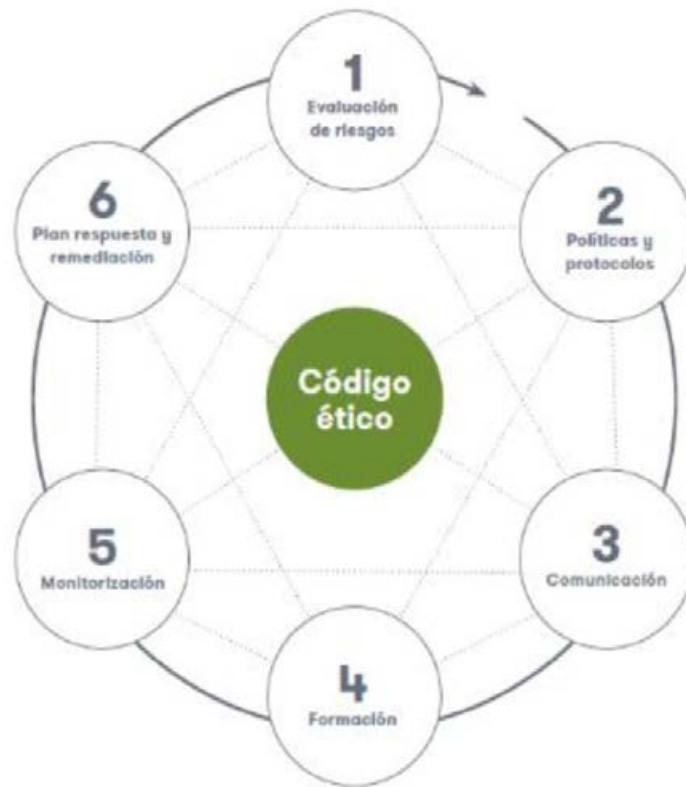 1
Evaluación
de riesgos
2
Políticas y
protocolos
3
Comunicación
4
Formación
5
Monitorización
6
Plan respuesta y
remediación
Código
ético